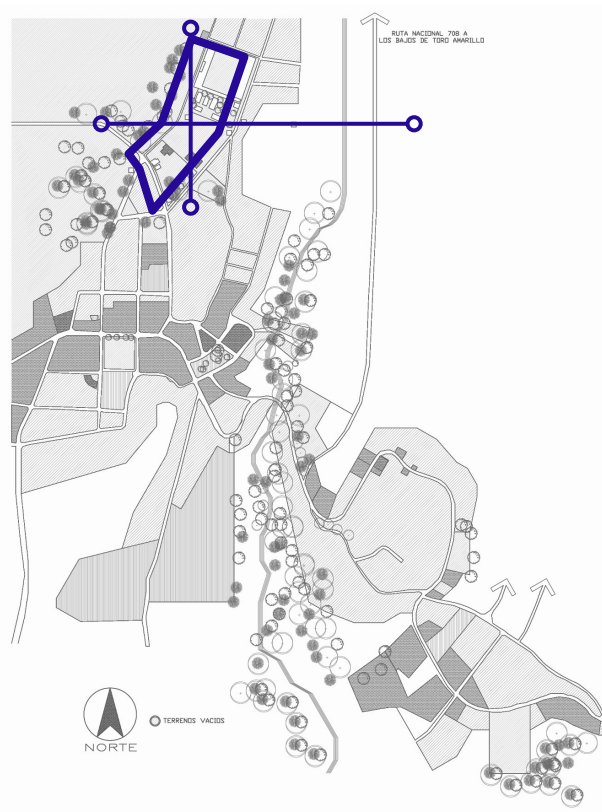 RUTA NACIONAL 708 A
LOS BAJOS DE TORO AMARILLO
TERRENOS VACIOS
NORTE